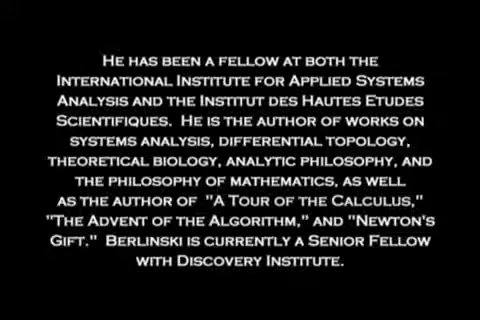 He has been a fellow at both the
International Institute for Applied Systems
Analysis and the Institut des Hautes Etudes
Scientifiques. He is the author of works on
systems analysis, differential topology,
theoretical biology, analytic philosophy, and
the philosophy of mathematics, as well
as the author of "A Tour of the Calculus,"
"The Advent of the Algorithm," and "Newton's
Gift." Berlinski is currently a Senior Fellow
with Discovery Institute.